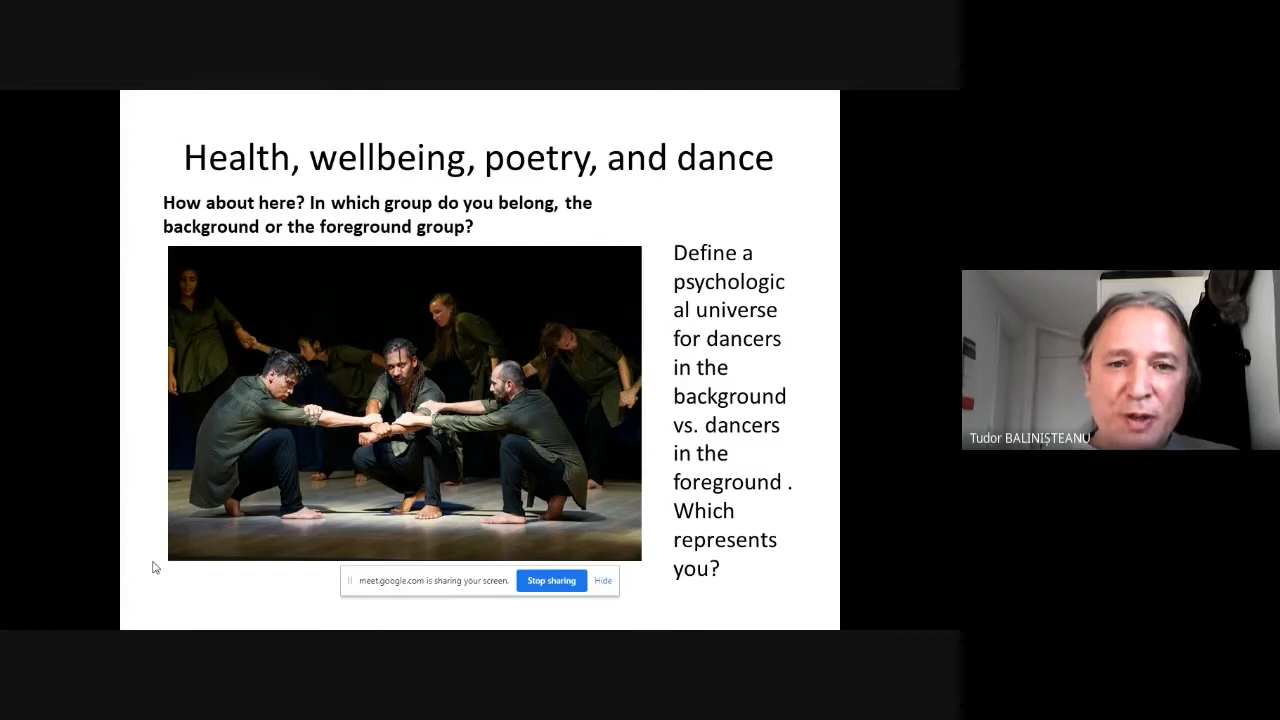 Health, wellbeing, poetry, and dance
How about here? In which group do you belong, the
background or the foreground group?
Define a
psychologic
al universe
for dancers
in the
background
vs. dancers
in the
foreground .
Which
represents
you?
meet.google.com is sharing your screen.
Stop sharing
Hide
Tudor BALINIȘTEANU